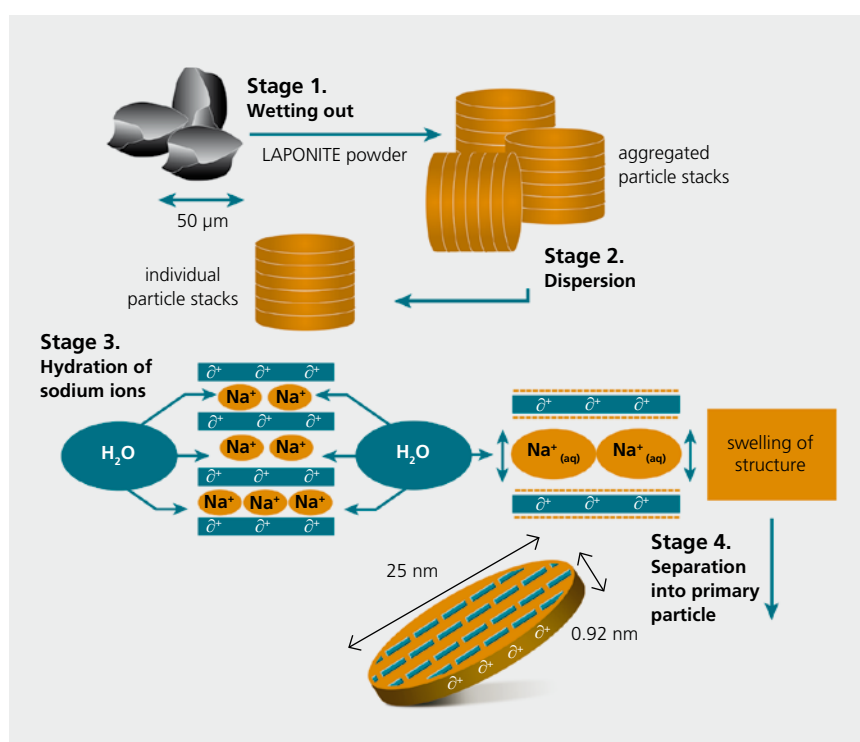 Stage 1.
Wetting out
LAPONITE powder
50 µm
aggregated
particle stacks
Stage 2.
Dispersion
individual
particle stacks
Stage 3.
Hydration of
sodium ions
H₂O
∂⁺ ∂⁺ ∂⁺
Na⁺ Na⁺
∂⁺ ∂⁺ ∂⁺
Na⁺ Na⁺
∂⁺ ∂⁺ ∂⁺
Na⁺ Na⁺ Na⁺
∂⁺ ∂⁺ ∂⁺
H₂O
∂⁺ ∂⁺ ∂⁺
Na⁺(aq) Na⁺(aq)
∂⁺ ∂⁺ ∂⁺
swelling of
structure
Stage 4.
Separation
into primary
particle
25 nm
0.92 nm
∂⁺ ∂⁺ ∂⁺ ∂⁺